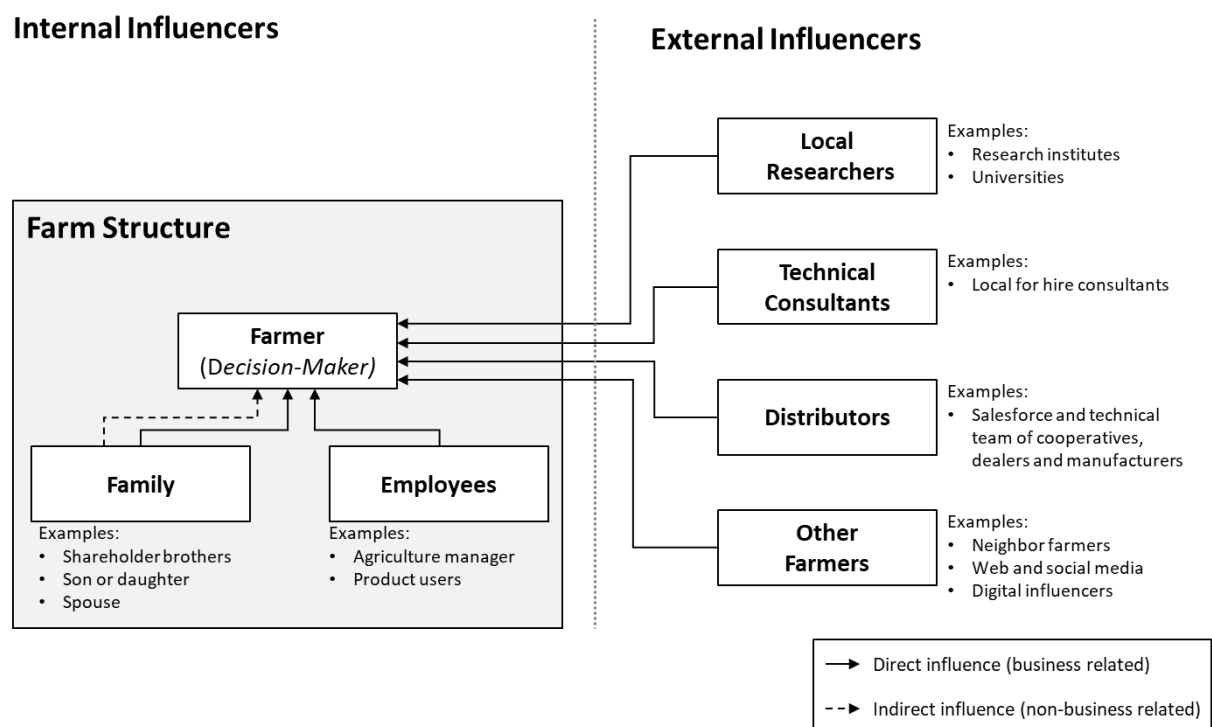 Internal Influencers
External Influencers
Farm Structure
Farmer
(Decision-Maker)
Family
Examples:
• Shareholder brothers
• Son or daughter
• Spouse
Employees
Examples:
• Agriculture manager
• Product users
Local
Researchers
Examples:
• Research institutes
• Universities
Technical
Consultants
Examples:
• Local for hire consultants
Distributors
Examples:
• Salesforce and technical
team of cooperatives,
dealers and manufacturers
Other
Farmers
Examples:
• Neighbor farmers
• Web and social media
• Digital influencers
Direct influence (business related)
Indirect influence (non-business related)